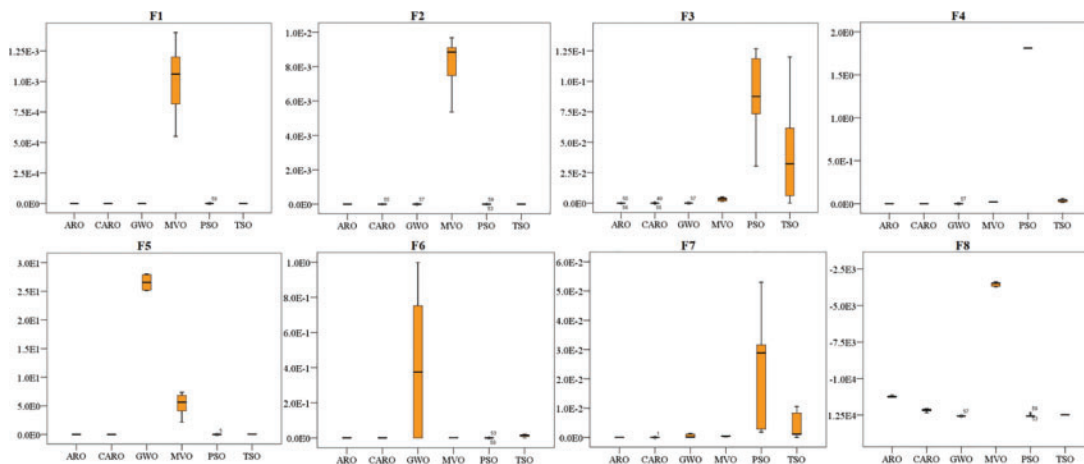 F1
1.25E-3
1.0E-3
7.5E-4
5.0E-4
2.5E-4
0.0E0
ARO CARO GWO MVO PSO TSO
F2
1.0E-2
8.0E-3
6.0E-3
4.0E-3
2.0E-3
0.0E0
ARO CARO GWO MVO PSO TSO
F3
1.25E-1
1.0E-1
7.5E-2
5.0E-2
2.5E-2
0.0E0
ARO CARO GWO MVO PSO TSO
F4
2.0E0
1.5E0
1.0E0
5.0E-1
0.0E0
ARO CARO GWO MVO PSO TSO
F5
3.0E1
2.5E1
2.0E1
1.5E1
1.0E1
5.0E0
0.0E0
ARO CARO GWO MVO PSO TSO
F6
1.0E0
8.0E-1
6.0E-1
4.0E-1
2.0E-1
0.0E0
ARO CARO GWO MVO PSO TSO
F7
6.0E-2
5.0E-2
4.0E-2
3.0E-2
2.0E-2
1.0E-2
0.0E0
ARO CARO GWO MVO PSO TSO
F8
-2.5E3
-5.0E3
-7.5E3
-1.0E4
-1.25E4
ARO CARO GWO MVO PSO TSO